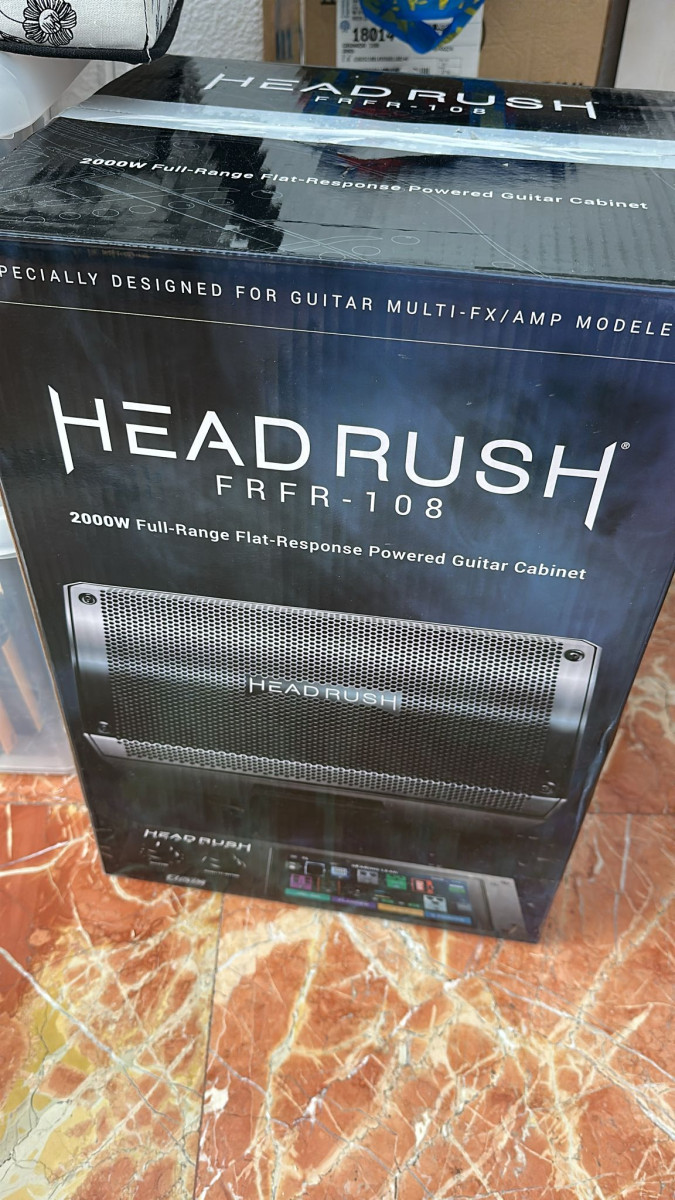 18014
HEADRUSH
FRFR-108
2000W Full-Range Flat-Response Powered Guitar Cabinet
PECIALLY DESIGNED FOR GUITAR MULTI-FX/AMP MODELE
HEADRUSH®
FRFR-108
2000W Full-Range Flat-Response Powered Guitar Cabinet
HEADRUSH
HEADRUSH